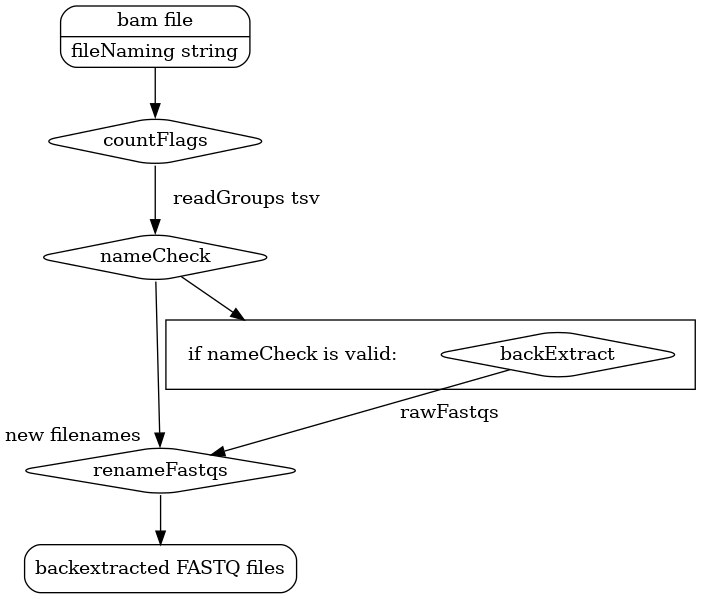 bam file
fileNaming string
countFlags
readGroups tsv
nameCheck
if nameCheck is valid:
backExtract
rawFastqs
new filenames
renameFastqs
backextracted FASTQ files